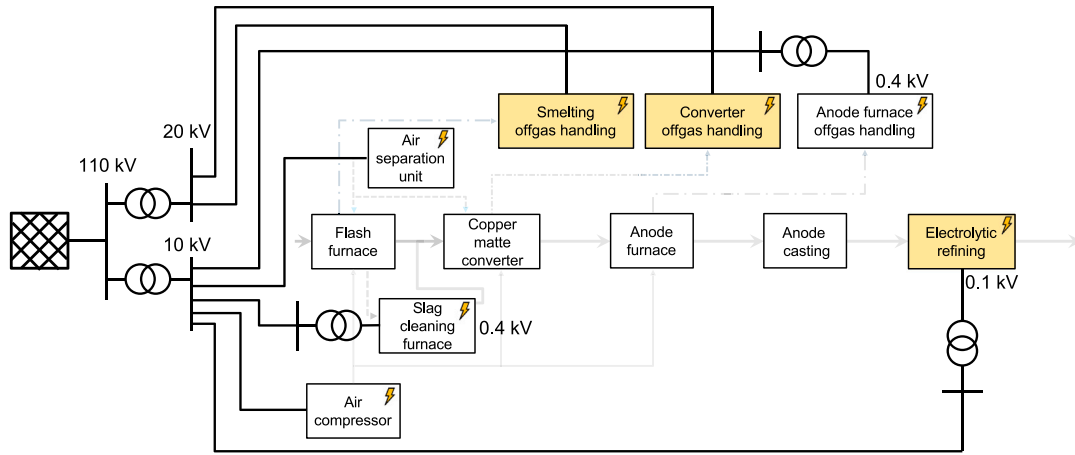 0.4 kV
Smelting
offgas handling
Converter
offgas handling
Anode furnace
offgas handling
20 kV
Air
separation
unit
110 kV
Flash
furnace
Copper
matte
converter
Anode
furnace
Anode
casting
Electrolytic
refining
10 kV
0.1 kV
Slag
cleaning
furnace
0.4 kV
Air
compressor